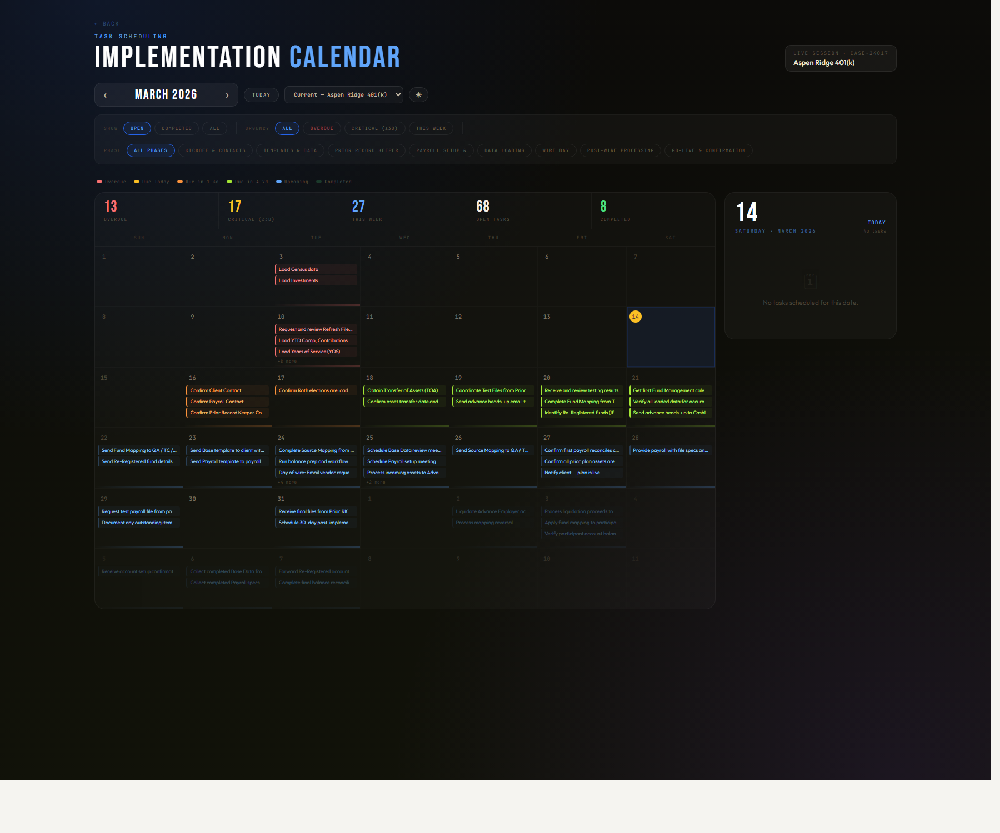 ← BACK
TASK SCHEDULING
IMPLEMENTATION CALENDAR
LIVE SESSION · CASE-24017
Aspen Ridge 401(k)
‹ MARCH 2026 ›
TODAY
Current — Aspen Ridge 401(k)
SHOW OPEN COMPLETED ALL URGENCY ALL OVERDUE CRITICAL (≤3D) THIS WEEK
PHASE ALL PHASES KICKOFF & CONTACTS TEMPLATES & DATA PRIOR RECORD KEEPER PAYROLL SETUP & DATA LOADING WIRE DAY POST-WIRE PROCESSING GO-LIVE & CONFIRMATION
Overdue Due Today Due in 1-3d Due in 4-7d Upcoming Completed
13 17 27 68 8
OVERDUE CRITICAL (≤3D) THIS WEEK OPEN TASKS COMPLETED
14
TODAY
SATURDAY · MARCH 2026
No tasks
1
No tasks scheduled for this date.
SUN MON TUE WED THU FRI SAT
1 2 3 4 5 6 7
Load Census data
Load Investments
8 9 10 11 12 13 14
Request and review Refresh File...
Load YTD Comp, Contributions ...
Load Years of Service (YOS)
+8 more
15 16 17 18 19 20 21
Confirm Client Contact Confirm Roth elections are load... Obtain Transfer of Assets (TOA) ... Coordinate Test Files from Prior ... Receive and review testing results Get first Fund Management cale...
Confirm Payroll Contact Confirm asset transfer date and ... Send advance heads-up email t... Complete Fund Mapping from T... Verify all loaded data for accura...
Confirm Prior Record Keeper Co... Identify Re-Registered funds (if ... Send advance heads-up to Cashi...
22 23 24 25 26 27 28
Send Fund Mapping to QA / TC /... Send Base template to client wit... Complete Source Mapping from ... Schedule Base Data review mee... Send Source Mapping to QA / T... Confirm first payroll reconciles c... Provide payroll with file specs an...
Send Re-Registered fund details ... Send Payroll template to payroll ... Run balance prep and workflow ... Schedule Payroll setup meeting Confirm all prior plan assets are ...
Day of wire: Email vendor reque... Process incoming assets to Adva... Notify client — plan is live
+4 more +2 more
29 30 31 1 2 3 4
Request test payroll file from pa... Receive final files from Prior RK ... Liquidate Advance Employer ac... Process liquidation proceeds to ...
Document any outstanding item... Schedule 30-day post-impleme... Process mapping reversal Apply fund mapping to participa...
Verify participant account balan...
5 6 7 8 9 10 11
Receive account setup confirmat... Collect completed Base Data fro... Forward Re-Registered account ...
Collect completed Payroll specs ... Complete final balance reconcili...